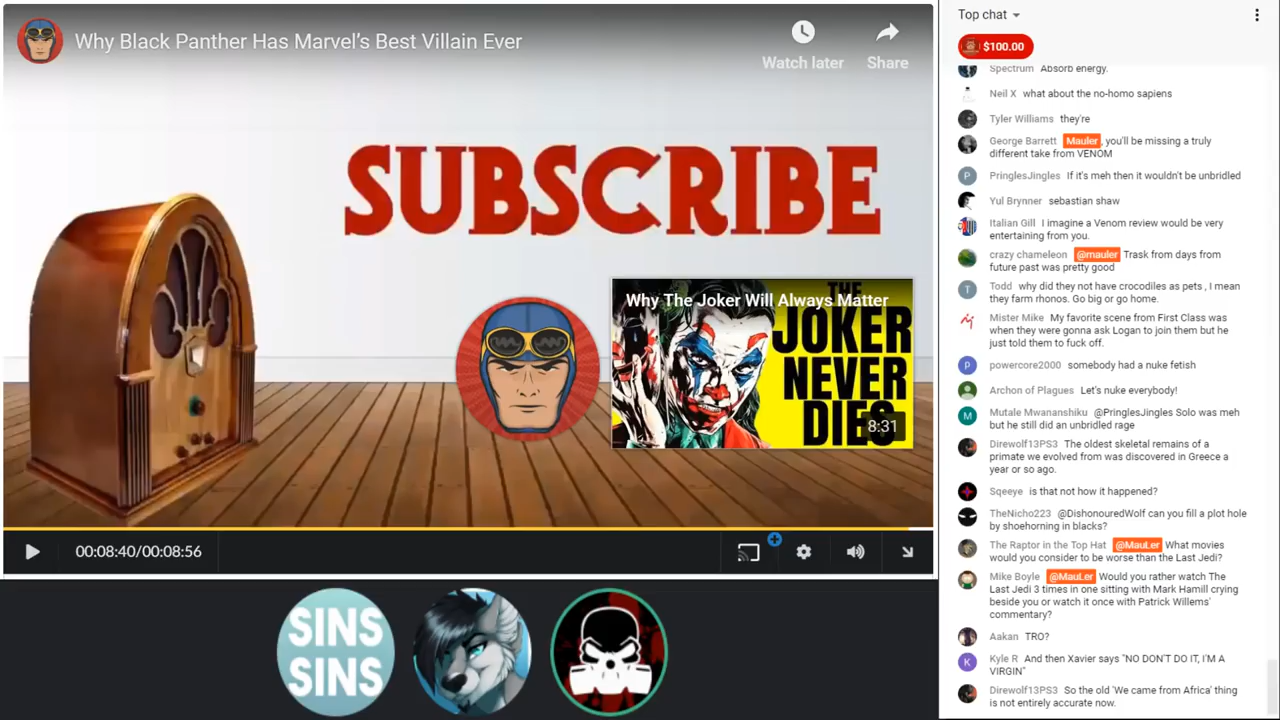 Why Black Panther Has Marvel's Best Villain Ever
Watch later
Share
SUBSCRIBE
Why The Joker Will Always Matter
THE
JOKER
NEVER
DIES
8:31
00:08:40/00:08:56
SINS
SINS
Top chat
$100.00
Spectrum Absorb energy.
Neil X what about the no-homo sapiens
Tyler Williams they're
George Barrett Mauler, you'll be missing a truly
different take from VENOM
PringlesJingles If it's meh then it wouldn't be unbridled
Yul Brynner sebastian shaw
Italian Gill I imagine a Venom review would be very
entertaining from you.
crazy chameleon @mauler Trask from days from
future past was pretty good
Todd why did they not have crocodiles as pets , I mean
they farm rhonos. Go big or go home.
Mister Mike My favorite scene from First Class was
when they were gonna ask Logan to join them but he
just told them to fuck off.
powercore2000 somebody had a nuke fetish
Archon of Plagues Let's nuke everybody!
Mutale Mwananshiku @PringlesJingles Solo was meh
but he still did an unbridled rage
Direwolf13PS3 The oldest skeletal remains of a
primate we evolved from was discovered in Greece a
year or so ago.
Sqeeye is that not how it happened?
TheNicho223 @DishonouredWolf can you fill a plot hole
by shoehorning in blacks?
The Raptor in the Top Hat @MauLer What movies
would you consider to be worse than the Last Jedi?
Mike Boyle @MauLer Would you rather watch The
Last Jedi 3 times in one sitting with Mark Hamill crying
beside you or watch it once with Patrick Willems'
commentary?
Aakan TRO?
Kyle R And then Xavier says "NO DON'T DO IT, I'M A
VIRGIN"
Direwolf13PS3 So the old 'We came from Africa' thing
is not entirely accurate now.